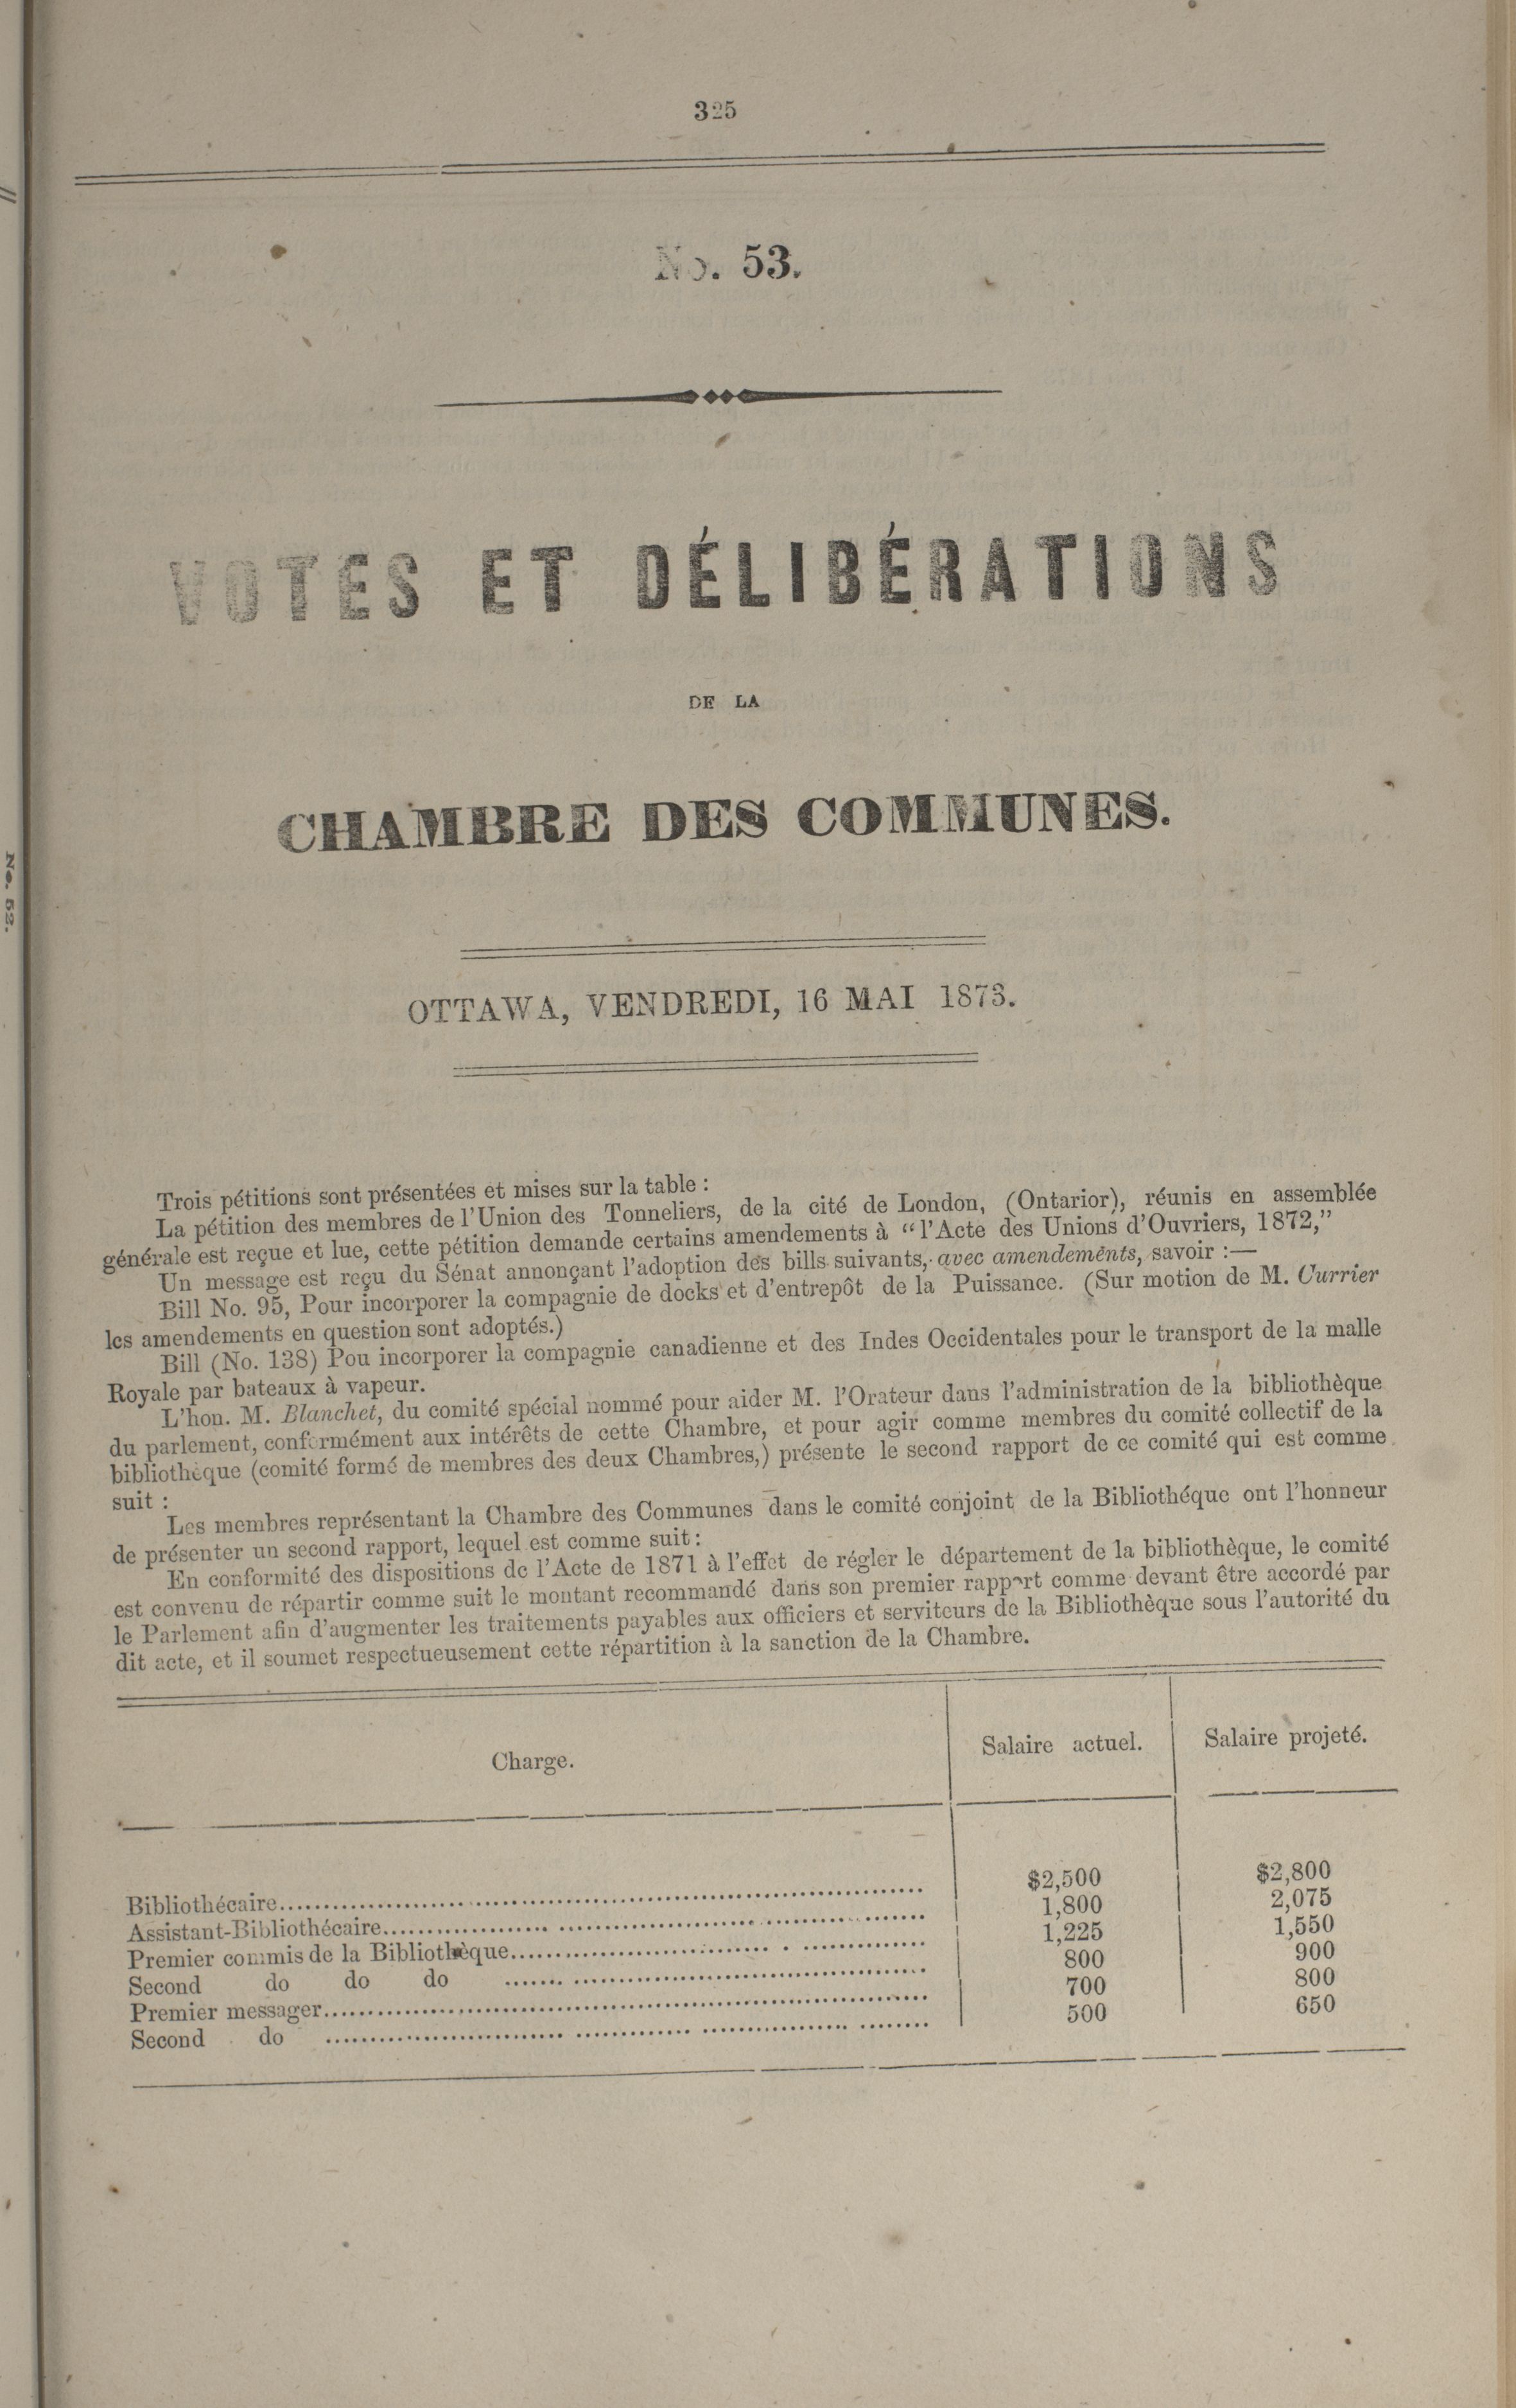 325
No. 53.
VOTES ET DÉLIBÉRATIONS
DE LA
CHAMBRE DES COMMUNES.
OTTAWA, VENDREDI, 16 MAI 1873.
Trois pétitions sont présentées et mises sur la table :
La pétition des membres de l'Union des Tonneliers, de la cité de London, (Ontarior), réunis en assemblée
générale est reçue et lue, cette pétition demande certains amendements à "l'Acte des Unions d'Ouvriers, 1872,"
Un message est reçu du Sénat annonçant l'adoption des bills suivants, avec amendements, savoir :—
Bill No. 95, Pour incorporer la compagnie de docks et d'entrepôt de la Puissance. (Sur motion de M. Currier
les amendements en question sont adoptés.)
Bill (No. 138) Pou incorporer la compagnie canadienne et des Indes Occidentales pour le transport de la malle
Royale par bateaux à vapeur.
L'hon. M. Blanchet, du comité spécial nommé pour aider M. l'Orateur dans l'administration de la bibliothèque
du parlement, conformément aux intérêts de cette Chambre, et pour agir comme membres du comité collectif de la
bibliothèque (comité formé de membres des deux Chambres,) présente le second rapport de ce comité qui est comme
suit :
Les membres représentant la Chambre des Communes dans le comité conjoint de la Bibliothéque ont l'honneur
de présenter un second rapport, lequel est comme suit :
En conformité des dispositions de l'Acte de 1871 à l'effet de régler le département de la bibliothèque, le comité
est convenu de répartir comme suit le montant recommandé dans son premier rapport comme devant être accordé par
le Parlement afin d'augmenter les traitements payables aux officiers et serviteurs de la Bibliothèque sous l'autorité du
dit acte, et il soumet respectueusement cette répartition à la sanction de la Chambre.
Charge. Salaire actuel. Salaire projeté.
Bibliothécaire........ $2,500 $2,800
Assistant-Bibliothécaire........ 1,800 2,075
Premier commis de la Bibliothèque........ 1,225 1,550
Second do do do ........ 800 900
Premier messager........ 700 800
Second do ........ 500 650
No. 52.